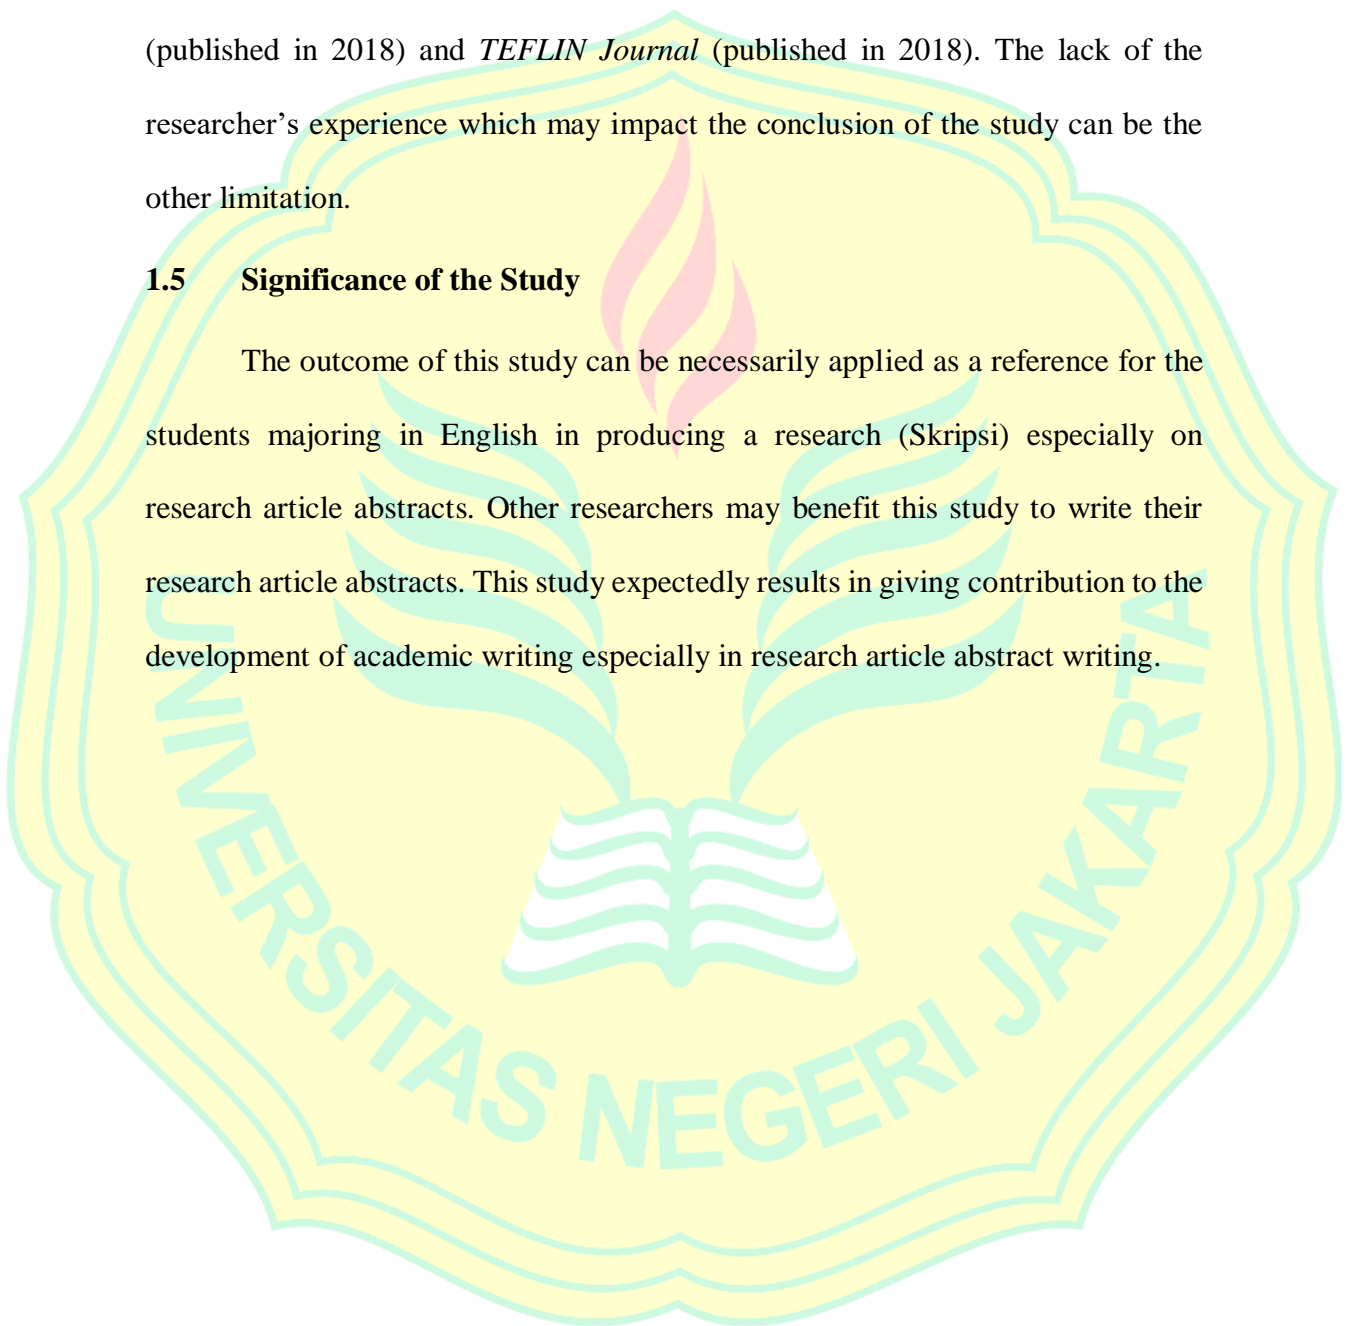 (published in 2018) and TEFLIN Journal (published in 2018). The lack of the
researcher’s experience which may impact the conclusion of the study can be the
other limitation.
1.5 Significance of the Study
The outcome of this study can be necessarily applied as a reference for the
students majoring in English in producing a research (Skripsi) especially on
research article abstracts. Other researchers may benefit this study to write their
research article abstracts. This study expectedly results in giving contribution to the
development of academic writing especially in research article abstract writing.
UNIVERSITAS NEGERI JAKARTA